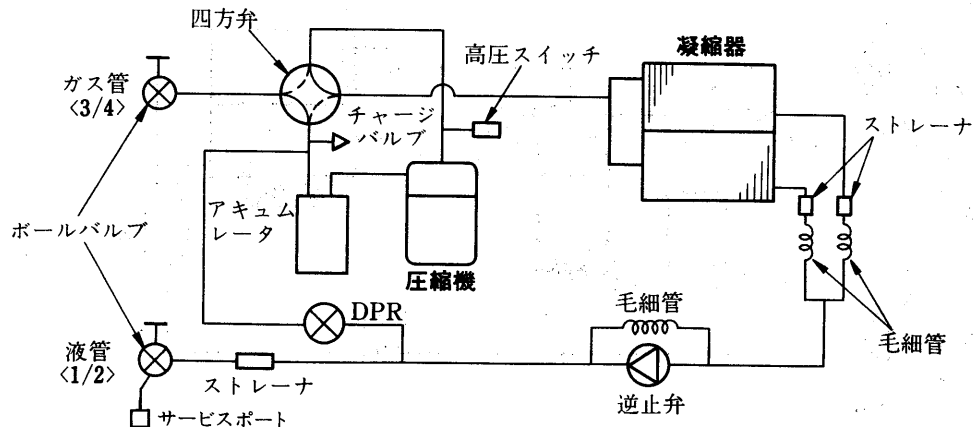 四方弁
高圧スイッチ
凝縮器
ガス管
<3/4>
チャージ
バルブ
ストレーナ
アキュム
レータ
ボールバルブ
圧縮機
DPR
毛細管
毛細管
液管
<1/2>
ストレーナ
逆止弁
サービスポート